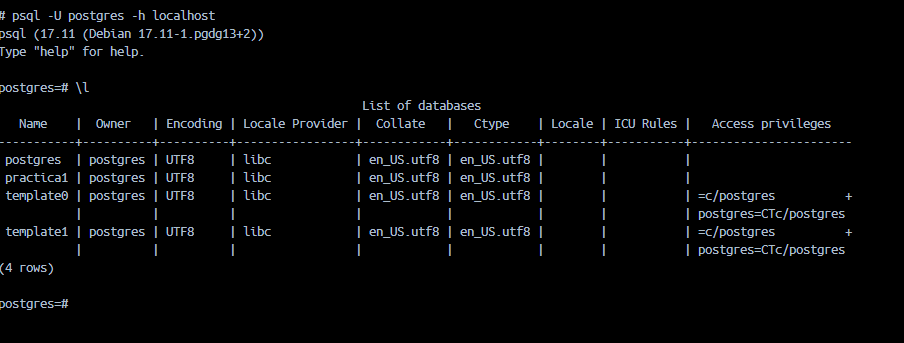 # psql -U postgres -h localhost
psql (17.11 (Debian 17.11-1.pgdg13+2))
Type "help" for help.

postgres=# \l
                                                 List of databases
   Name    |  Owner   | Encoding | Locale Provider |  Collate   |   Ctype    | Locale | ICU Rules |   Access privileges
-----------+----------+----------+-----------------+------------+------------+--------+-----------+-----------------------
 postgres  | postgres | UTF8     | libc            | en_US.utf8 | en_US.utf8 |        |           |
 practica1 | postgres | UTF8     | libc            | en_US.utf8 | en_US.utf8 |        |           |
 template0 | postgres | UTF8     | libc            | en_US.utf8 | en_US.utf8 |        |           | =c/postgres          +
           |          |          |                 |            |            |        |           | postgres=CTc/postgres
 template1 | postgres | UTF8     | libc            | en_US.utf8 | en_US.utf8 |        |           | =c/postgres          +
           |          |          |                 |            |            |        |           | postgres=CTc/postgres
(4 rows)

postgres=#